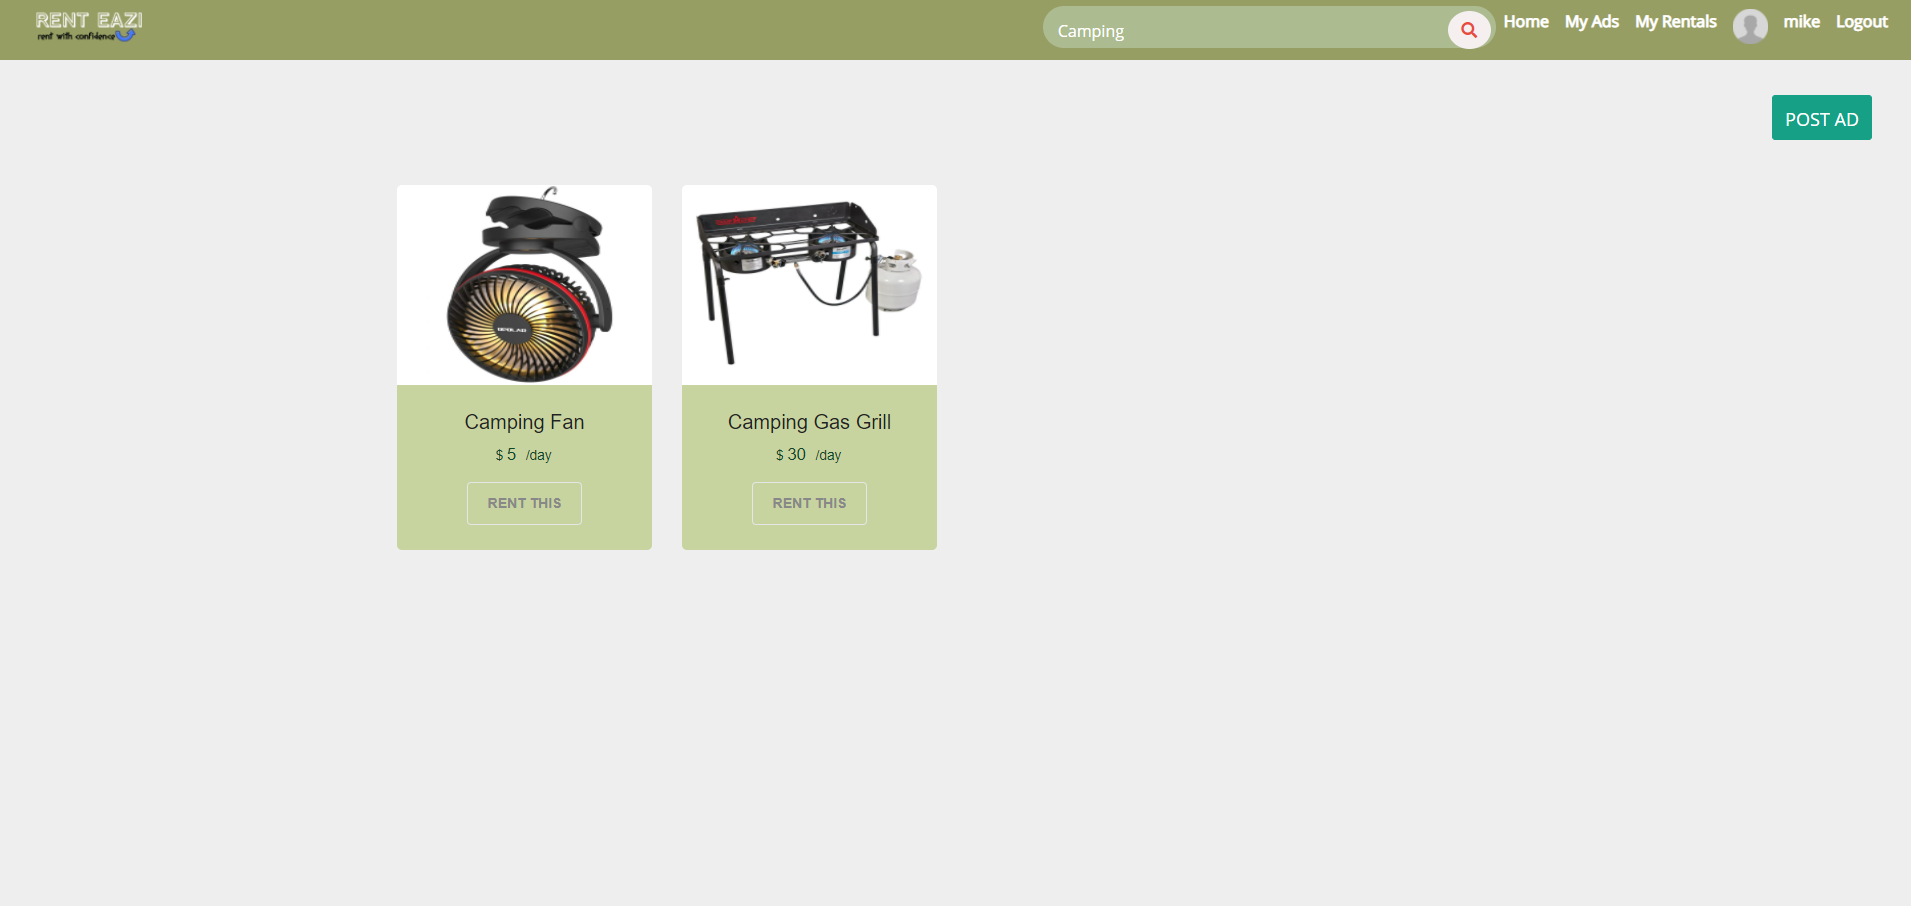 RENT EAZI
rent with confidence
Camping
Home My Ads My Rentals mike Logout
POST AD
Camping Fan
$ 5 /day
RENT THIS
Camping Gas Grill
$ 30 /day
RENT THIS